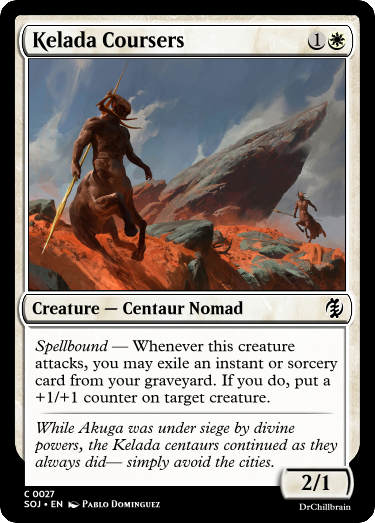 Kelada Coursers 1
Creature — Centaur Nomad
Spellbound — Whenever this creature
attacks, you may exile an instant or sorcery
card from your graveyard. If you do, put a
+1/+1 counter on target creature.
While Akuga was under siege by divine
powers, the Kelada centaurs continued as they
always did— simply avoid the cities.
2/1
C 0027
SOJ • EN Pablo Dominguez
DrChillbrain